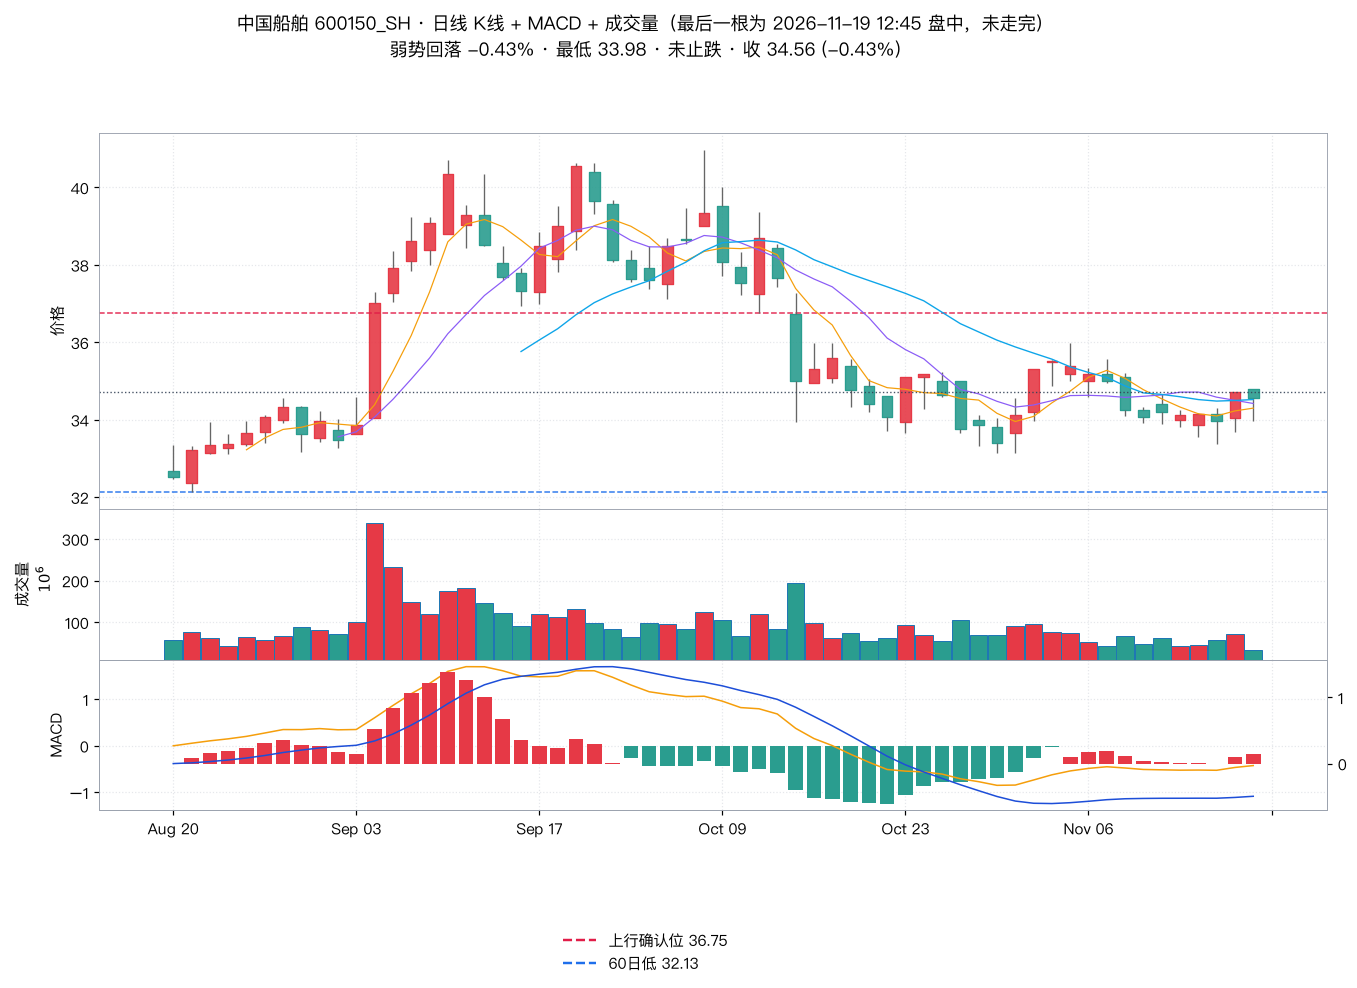 中国船舶 600150_SH · 日线 K线 + MACD + 成交量（最后一根为 2026−11−19 12:45 盘中，未走完）
弱势回落 −0.43% · 最低 33.98 · 未止跌 · 收 34.56 (−0.43%)
价格
40
38
36
34
32
成交量
10⁶
300
200
100
MACD
1
0
−1
1
0
Aug 20
Sep 03
Sep 17
Oct 09
Oct 23
Nov 06
上行确认位 36.75
60日低 32.13